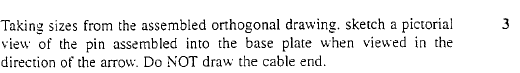 Taking sizes from the assembled orthogonal drawing. sketch a pictorial 3
view of the pin assembled into the base plate when viewed in the
direction of the arrow. Do NOT draw the cable end.